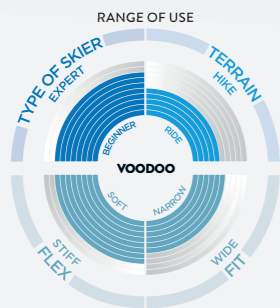 RANGE OF USE
TYPE OF SKIER
EXPERT
BEGINNER
TERRAIN
HIKE
RIDE
VOODOO
SOFT
STIFF
FLEX
NARROW
WIDE
FIT